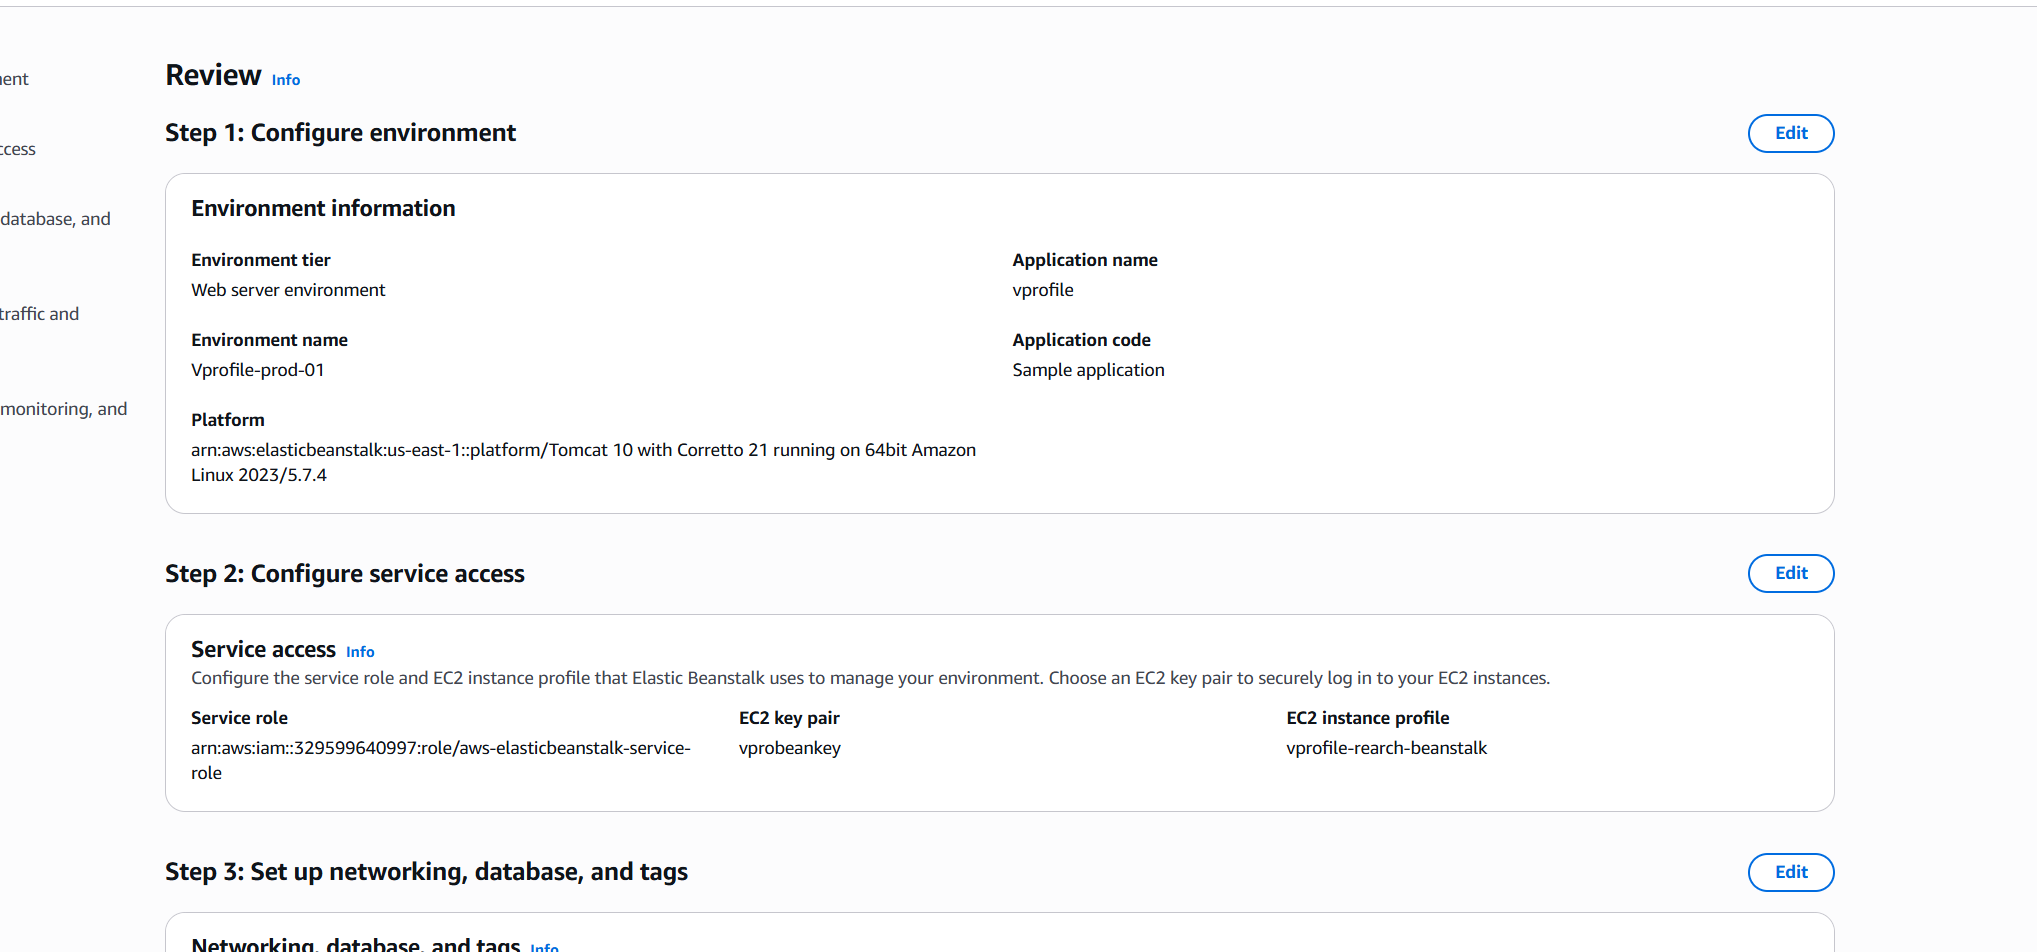 Review Info
ent
ccess
database, and
traffic and
monitoring, and
Step 1: Configure environment
Edit
Environment information
Environment tier
Web server environment
Application name
vprofile
Environment name
Vprofile-prod-01
Application code
Sample application
Platform
arn:aws:elasticbeanstalk:us-east-1::platform/Tomcat 10 with Corretto 21 running on 64bit Amazon
Linux 2023/5.7.4
Step 2: Configure service access
Edit
Service access Info
Configure the service role and EC2 instance profile that Elastic Beanstalk uses to manage your environment. Choose an EC2 key pair to securely log in to your EC2 instances.
Service role
arn:aws:iam::329599640997:role/aws-elasticbeanstalk-service-
role
EC2 key pair
vprobeankey
EC2 instance profile
vprofile-rearch-beanstalk
Step 3: Set up networking, database, and tags
Edit
Networking, database, and tags Info